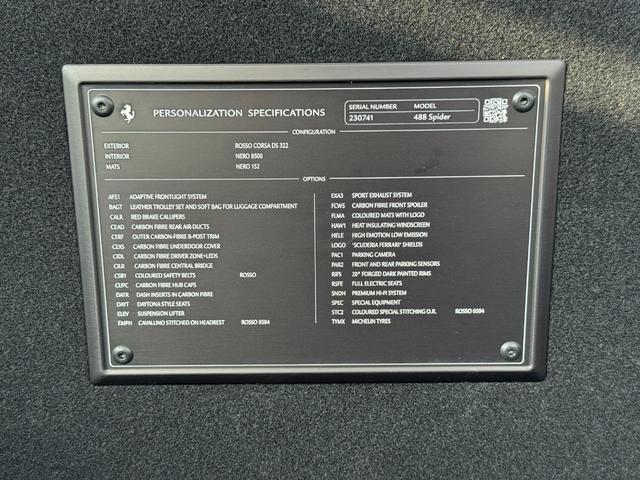 PERSONALIZATION SPECIFICATIONS
SERIAL NUMBER MODEL
230741 488 Spider
CONFIGURATION
EXTERIOR ROSSO CORSA DS 322
INTERIOR NERO 8500
MATS NERO 152
OPTIONS
AFS1 ADAPTIVE FRONTLIGHT SYSTEM
BAGT LEATHER TROLLEY SET AND SOFT BAG FOR LUGGAGE COMPARTMENT
CALR RED BRAKE CALLIPERS
CEAD CARBON FIBRE REAR AIR-DUCTS
CERF OUTER CARBON-FIBRE B-POST TRIM
CEXS CARBON FIBRE UNDERDOOR COVER
CIDL CARBON FIBRE DRIVER ZONE+LEDS
CILR CARBON FIBRE CENTRAL BRIDGE
CSB1 COLOURED SAFETY BELTS ROSSO
CUPC CARBON FIBRE HUB CAPS
DATR DASH INSERTS IN CARBON FIBRE
DAYT DAYTONA STYLE SEATS
ELEV SUSPENSION LIFTER
EMPH CAVALLINO STITCHED ON HEADREST ROSSO 0504
EXA3 SPORT EXHAUST SYSTEM
FCWS CARBON FIBRE FRONT SPOILER
FLMA COLOURED MATS WITH LOGO
HAW1 HEAT INSULATING WINDSCREEN
HELE HIGH EMOTION LOW EMISSION
LOGO "SCUDERIA FERRARI" SHIELDS
PAC1 PARKING CAMERA
PAR2 FRONT AND REAR PARKING SENSORS
RIF5 20" FORGED DARK PAINTED RIMS
RSFE FULL ELECTRIC SEATS
SNDH PREMIUM HI-FI SYSTEM
SPEC SPECIAL EQUIPMENT
STC2 COLOURED SPECIAL STITCHING O.R. ROSSO 0504
TYMX MICHELIN TYRES